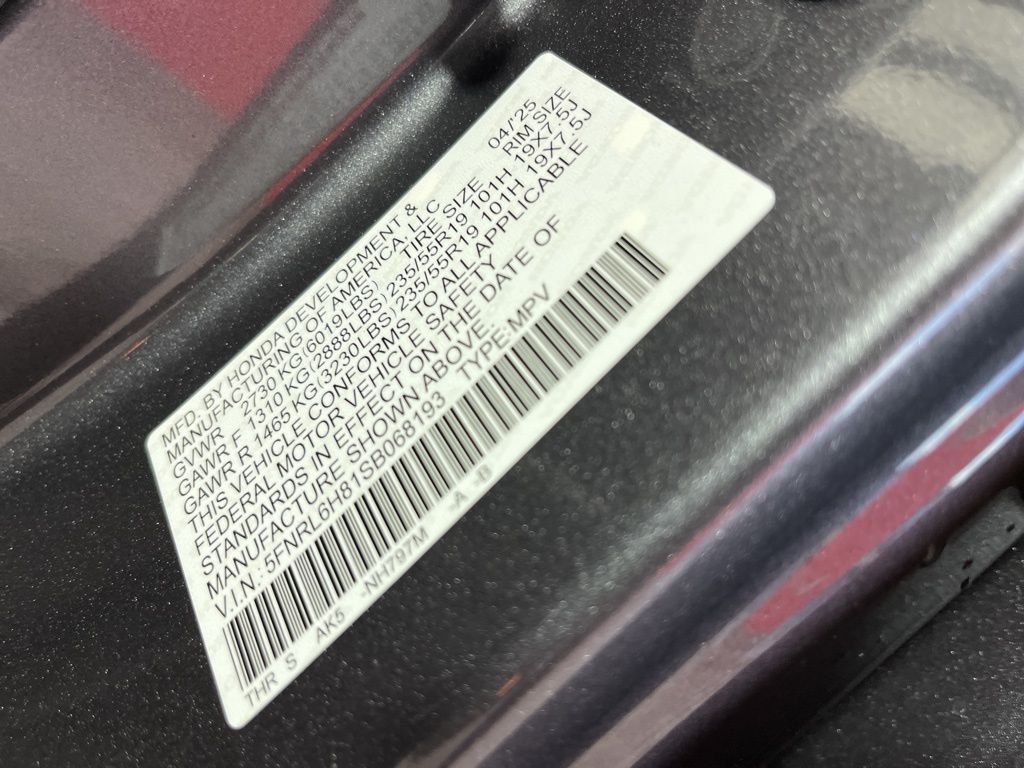 MFD. BY HONDA DEVELOPMENT &
MANUFACTURING OF AMERICA, LLC 04/'25
GVWR 2730 KG (6019LBS) TIRE SIZE RIM SIZE
GAWR F 1310 KG (2888LBS) 235/55R19 101H 19X7.5J
GAWR R 1465 KG (3230LBS) 235/55R19 101H 19X7.5J
THIS VEHICLE CONFORMS TO ALL APPLICABLE
FEDERAL MOTOR VEHICLE SAFETY
STANDARDS IN EFFECT ON THE DATE OF
MANUFACTURE SHOWN ABOVE.
V.I.N.: 5FNRL6H81SB068193 TYPE: MPV
THR S AK5 -NH797M -A -B